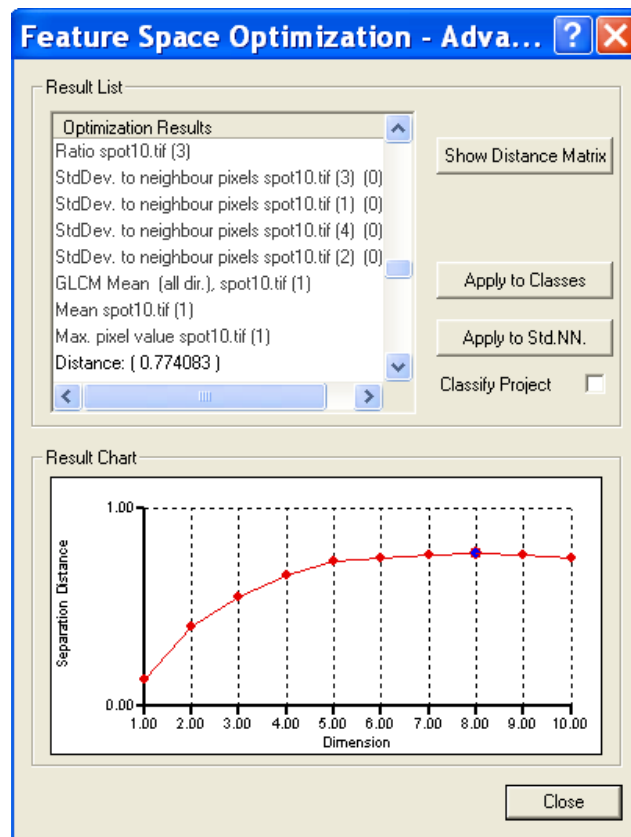 Feature Space Optimization - Adva...
Result List
Optimization Results
Ratio spot10.tif (3)
StdDev. to neighbour pixels spot10.tif (3) (0)
StdDev. to neighbour pixels spot10.tif (1) (0)
StdDev. to neighbour pixels spot10.tif (4) (0)
StdDev. to neighbour pixels spot10.tif (2) (0)
GLCM Mean (all dir.), spot10.tif (1)
Mean spot10.tif (1)
Max. pixel value spot10.tif (1)
Distance: ( 0.774083 )
Show Distance Matrix
Apply to Classes
Apply to Std.NN.
Classify Project
Result Chart
1.00
Separation Distance
0.00
1.00 2.00 3.00 4.00 5.00 6.00 7.00 8.00 9.00 10.00
Dimension
Close